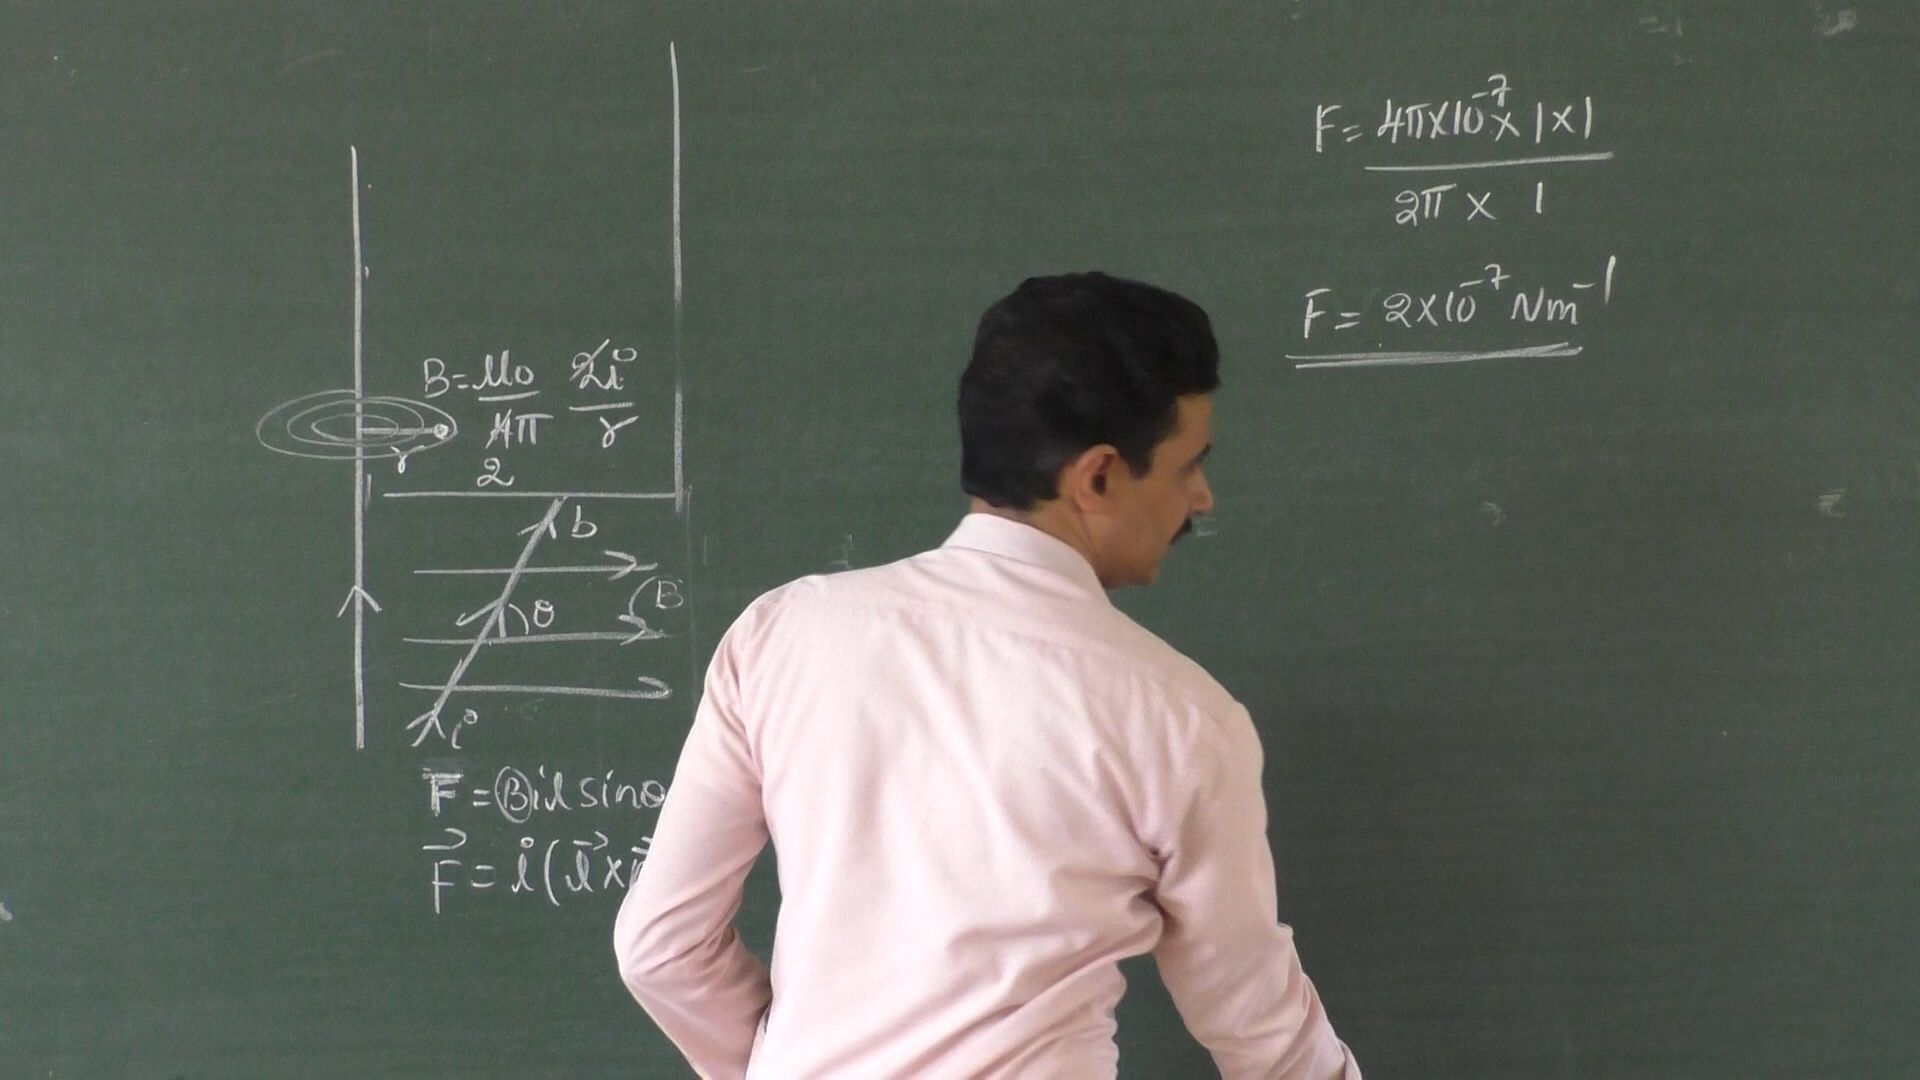 B = μ0/4π 2i/r
2
r
b
θ
B
i
F = Bil sinθ
F = i(l×
F = 4π×10⁻⁷×1×1 / 2π × 1
F = 2×10⁻⁷ Nm⁻¹